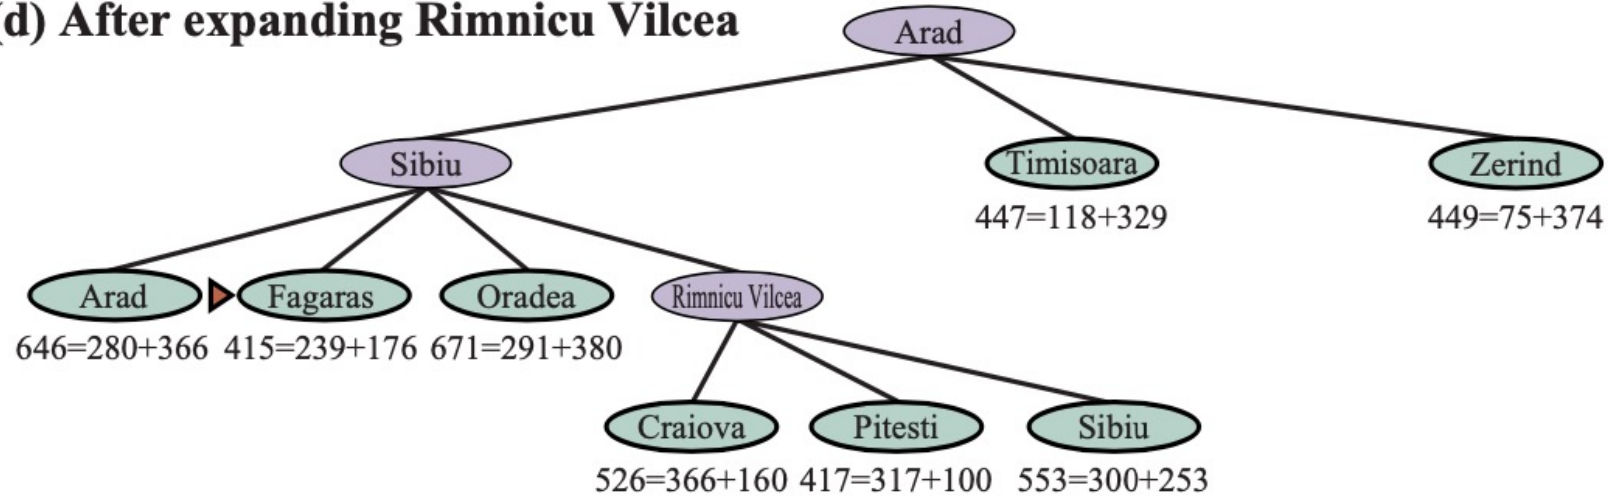 (d) After expanding Rimnicu Vilcea
Arad
Sibiu
Timisoara
Zerind
447=118+329
449=75+374
Arad
Fagaras
Oradea
Rimnicu Vilcea
646=280+366
415=239+176
671=291+380
Craiova
Pitesti
Sibiu
526=366+160
417=317+100
553=300+253